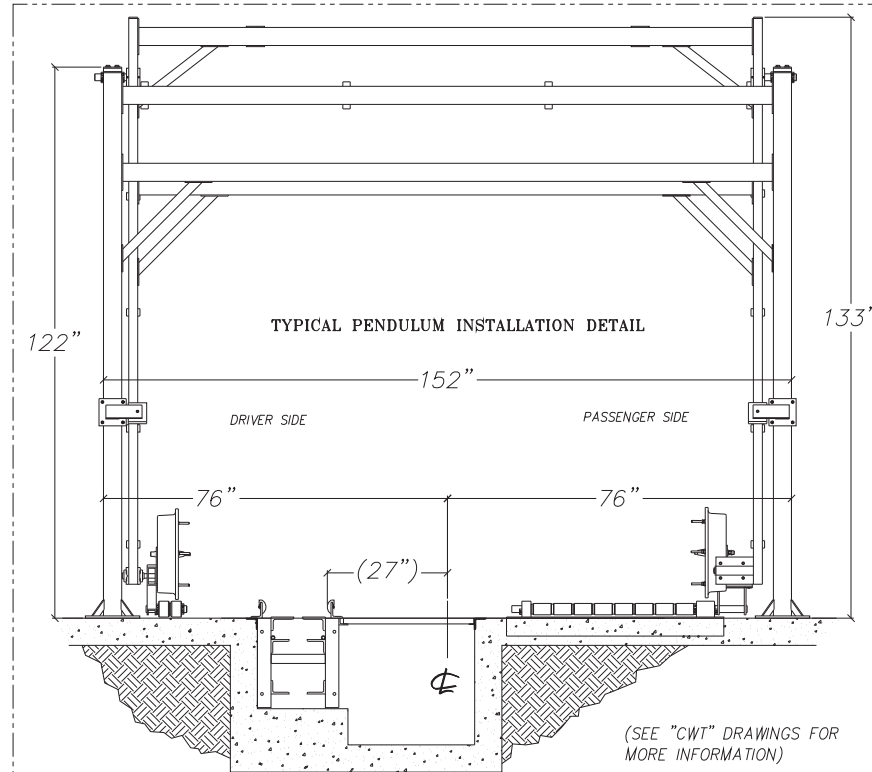 TYPICAL PENDULUM INSTALLATION DETAIL
122"
133"
152"
DRIVER SIDE
PASSENGER SIDE
76"
76"
(27")
℄
(SEE "CWT" DRAWINGS FOR
MORE INFORMATION)